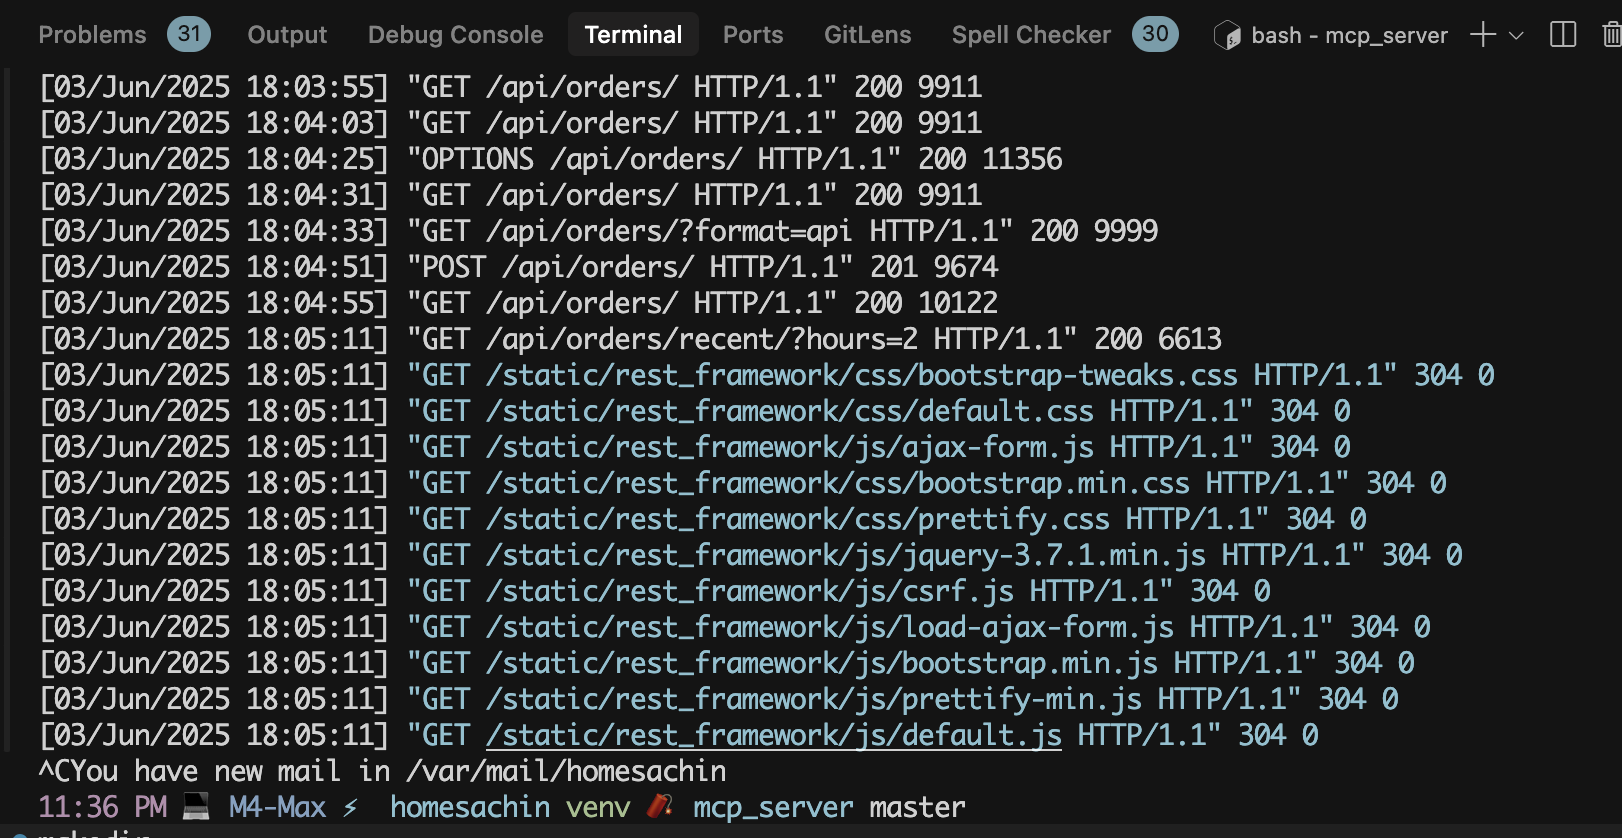 Problems 31 Output Debug Console Terminal Ports GitLens Spell Checker 30 bash - mcp_server
[03/Jun/2025 18:03:55] "GET /api/orders/ HTTP/1.1" 200 9911
[03/Jun/2025 18:04:03] "GET /api/orders/ HTTP/1.1" 200 9911
[03/Jun/2025 18:04:25] "OPTIONS /api/orders/ HTTP/1.1" 200 11356
[03/Jun/2025 18:04:31] "GET /api/orders/ HTTP/1.1" 200 9911
[03/Jun/2025 18:04:33] "GET /api/orders/?format=api HTTP/1.1" 200 9999
[03/Jun/2025 18:04:51] "POST /api/orders/ HTTP/1.1" 201 9674
[03/Jun/2025 18:04:55] "GET /api/orders/ HTTP/1.1" 200 10122
[03/Jun/2025 18:05:11] "GET /api/orders/recent/?hours=2 HTTP/1.1" 200 6613
[03/Jun/2025 18:05:11] "GET /static/rest_framework/css/bootstrap-tweaks.css HTTP/1.1" 304 0
[03/Jun/2025 18:05:11] "GET /static/rest_framework/css/default.css HTTP/1.1" 304 0
[03/Jun/2025 18:05:11] "GET /static/rest_framework/js/ajax-form.js HTTP/1.1" 304 0
[03/Jun/2025 18:05:11] "GET /static/rest_framework/css/bootstrap.min.css HTTP/1.1" 304 0
[03/Jun/2025 18:05:11] "GET /static/rest_framework/css/prettify.css HTTP/1.1" 304 0
[03/Jun/2025 18:05:11] "GET /static/rest_framework/js/jquery-3.7.1.min.js HTTP/1.1" 304 0
[03/Jun/2025 18:05:11] "GET /static/rest_framework/js/csrf.js HTTP/1.1" 304 0
[03/Jun/2025 18:05:11] "GET /static/rest_framework/js/load-ajax-form.js HTTP/1.1" 304 0
[03/Jun/2025 18:05:11] "GET /static/rest_framework/js/bootstrap.min.js HTTP/1.1" 304 0
[03/Jun/2025 18:05:11] "GET /static/rest_framework/js/prettify-min.js HTTP/1.1" 304 0
[03/Jun/2025 18:05:11] "GET /static/rest_framework/js/default.js HTTP/1.1" 304 0
^CYou have new mail in /var/mail/homesachin
11:36 PM 💻 M4-Max ⚡ homesachin venv 🧨 mcp_server master